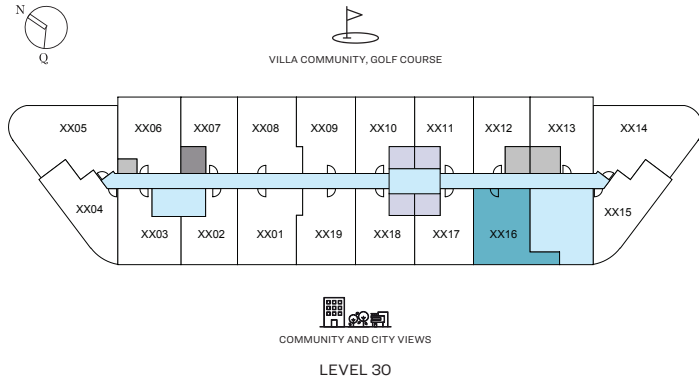 N
Q
VILLA COMMUNITY, GOLF COURSE
XX05 XX06 XX07 XX08 XX09 XX10 XX11 XX12 XX13 XX14
XX04 XX03 XX02 XX01 XX19 XX18 XX17 XX16 XX15
COMMUNITY AND CITY VIEWS
LEVEL 30